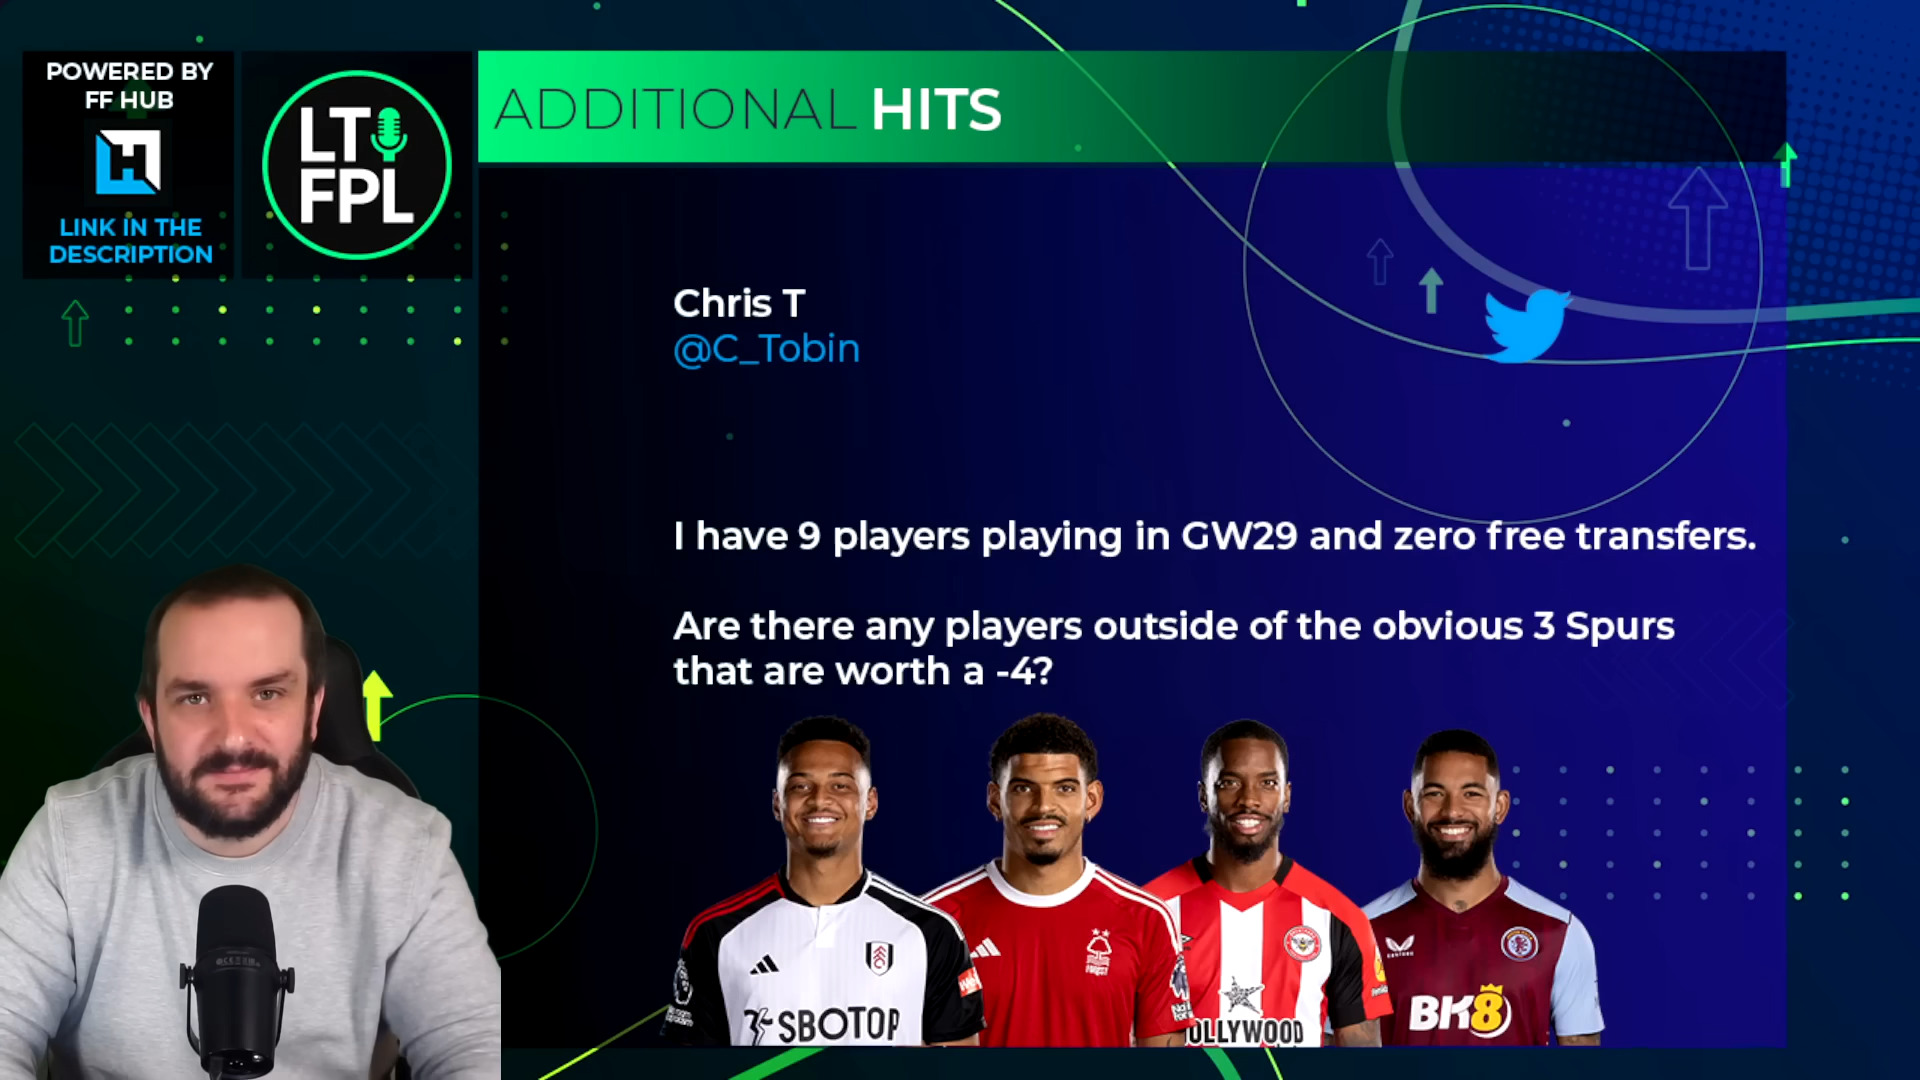 POWERED BY
FF HUB
LINK IN THE
DESCRIPTION
LT
FPL
ADDITIONAL HITS
Chris T
@C_Tobin
I have 9 players playing in GW29 and zero free transfers.
Are there any players outside of the obvious 3 Spurs
that are worth a -4?
SBOTOP
FOREST
OLLYWOOD
BK8